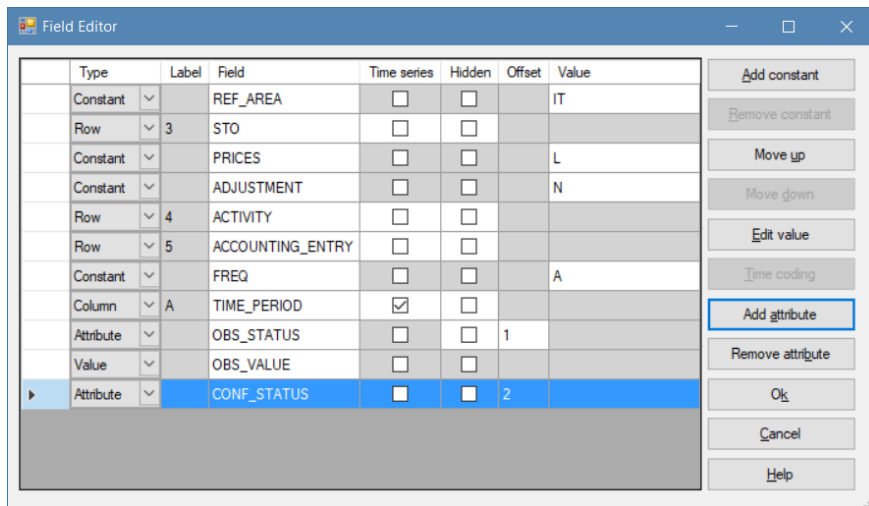 Field Editor
Type Label Field Time series Hidden Offset Value
Constant REF_AREA IT
Row 3 STO
Constant PRICES L
Constant ADJUSTMENT N
Row 4 ACTIVITY
Row 5 ACCOUNTING_ENTRY
Constant FREQ A
Column A TIME_PERIOD
Attribute OBS_STATUS 1
Value OBS_VALUE
Attribute CONF_STATUS 2
Add constant
Remove constant
Move up
Move down
Edit value
Time coding
Add attribute
Remove attribute
Ok
Cancel
Help